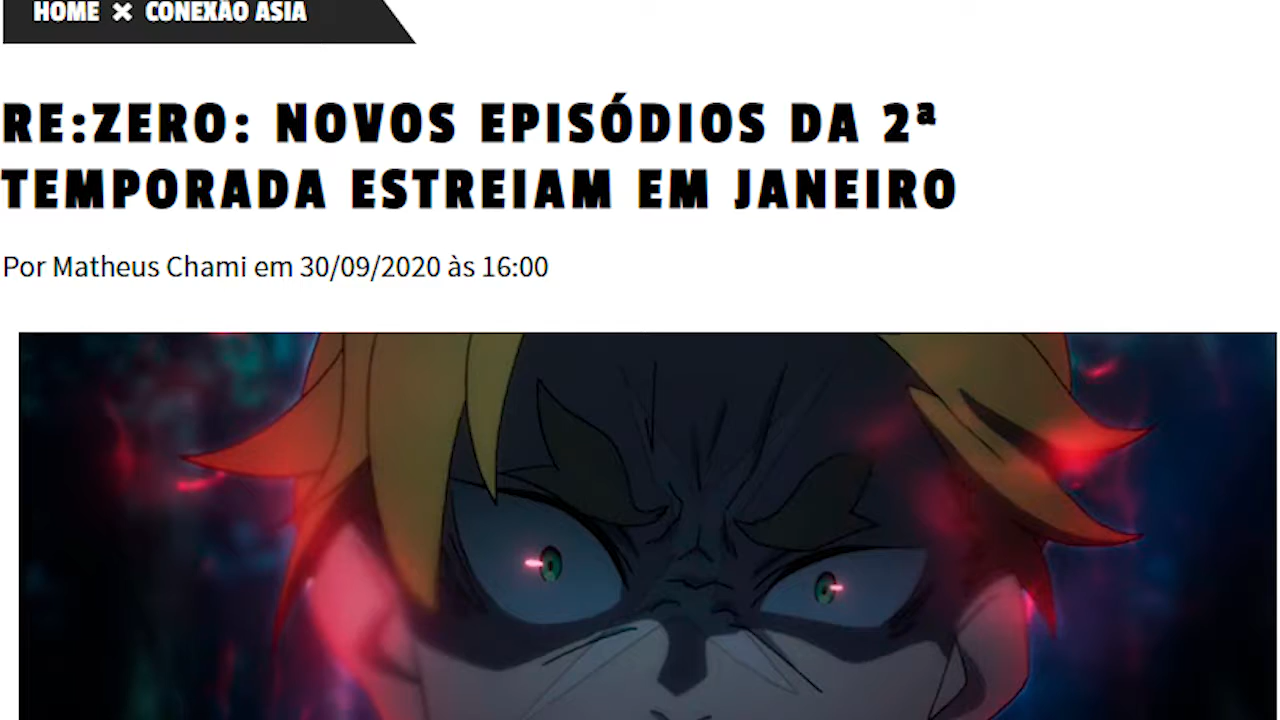 HOME × CONEXÃO ASIA
RE:ZERO: NOVOS EPISÓDIOS DA 2ª
TEMPORADA ESTREIAM EM JANEIRO
Por Matheus Chami em 30/09/2020 às 16:00